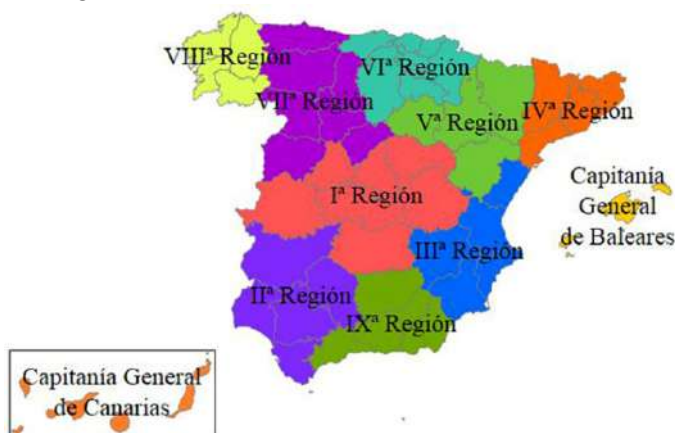 VIIIª Región
VIª Región
VIIª Región
IVª Región
Vª Región
Capitanía
General
de Baleares
Iª Región
IIIª Región
IIª Región
IXª Región
Capitanía General
de Canarias